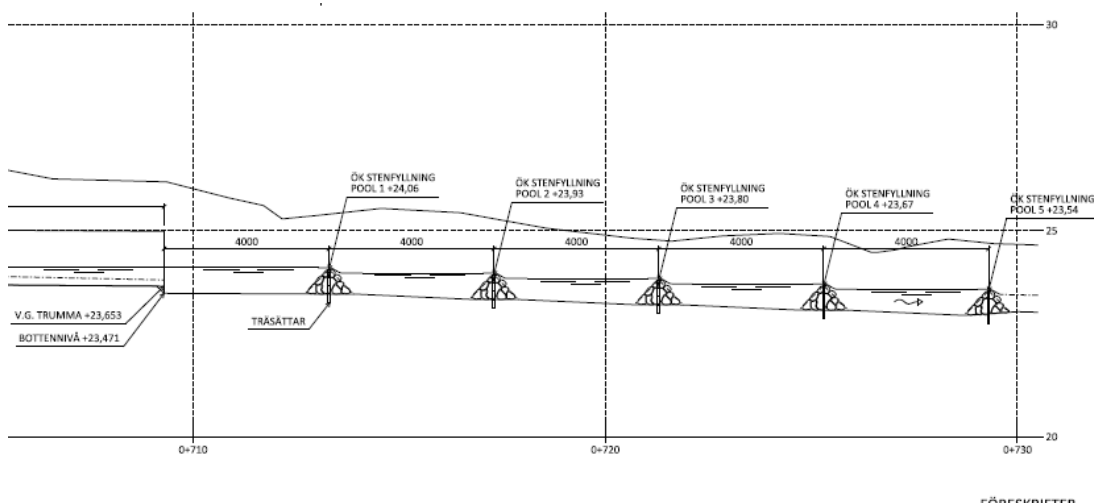 30
ÖK STENFYLLNING
POOL 1 +24,06
ÖK STENFYLLNING
POOL 2 +23,93
ÖK STENFYLLNING
POOL 3 +23,80
ÖK STENFYLLNING
POOL 4 +23,67
ÖK STENFYLLNING
POOL 5 +23,54
25
4000
4000
4000
4000
4000
V.G. TRUMMA +23,653
BOTTENNIVÅ +23,471
TRÄSÄTTAR
20
0+710
0+720
0+730
FÖRESKRIFTER